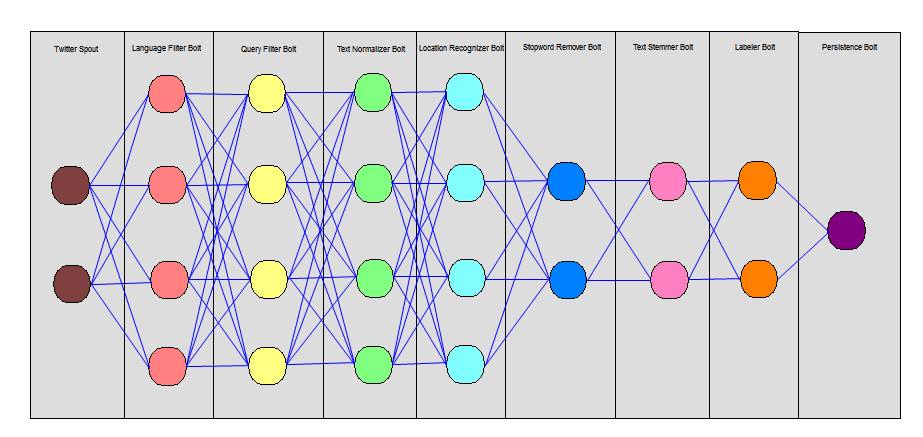 Twitter Spout
Language Filter Bolt
Query Filter Bolt
Text Normalizer Bolt
Location Recognizer Bolt
Stopword Remover Bolt
Text Stemmer Bolt
Labeler Bolt
Persistence Bolt